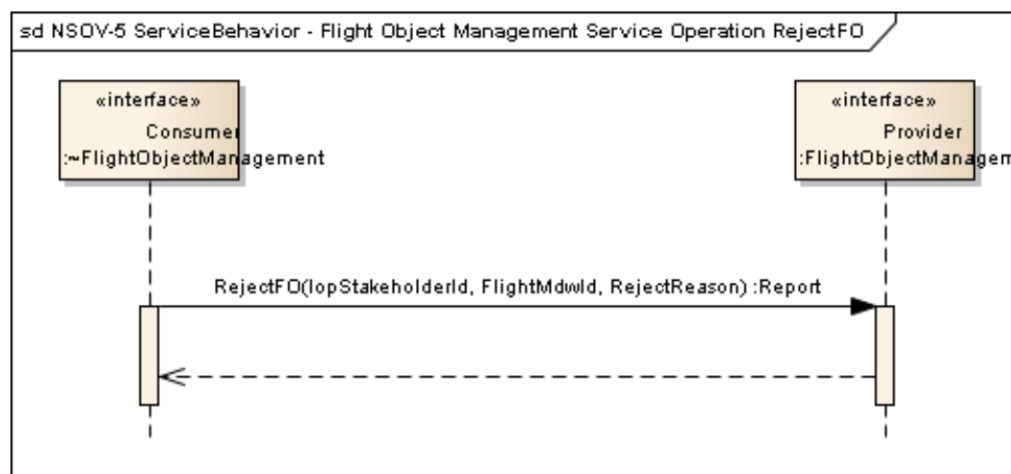 sd NSOV-5 ServiceBehavior - Flight Object Management Service Operation RejectFO
«interface»
Consumer
:~FlightObjectManagement
«interface»
Provider
:FlightObjectManagem
RejectFO(IopStakeholderId, FlightMdwId, RejectReason) :Report